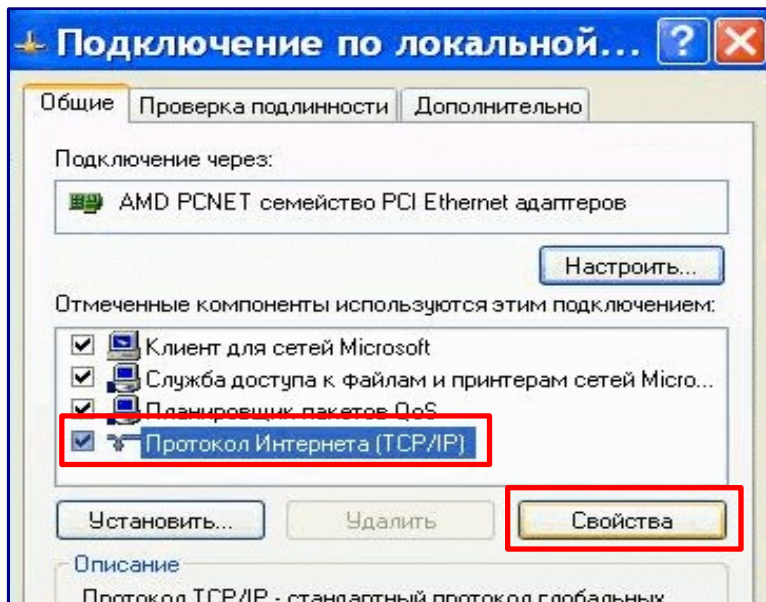 Подключение по локальной...
Общие Проверка подлинности Дополнительно
Подключение через:
AMD PCNET семейство PCI Ethernet адаптеров
Настроить...
Отмеченные компоненты используются этим подключением:
Клиент для сетей Microsoft
Служба доступа к файлам и принтерам сетей Micro...
Планировщик пакетов QoS
Протокол Интернета (TCP/IP)
Установить... Удалить Свойства
Описание
Протокол TCP/IP - стандартный протокол глобальных